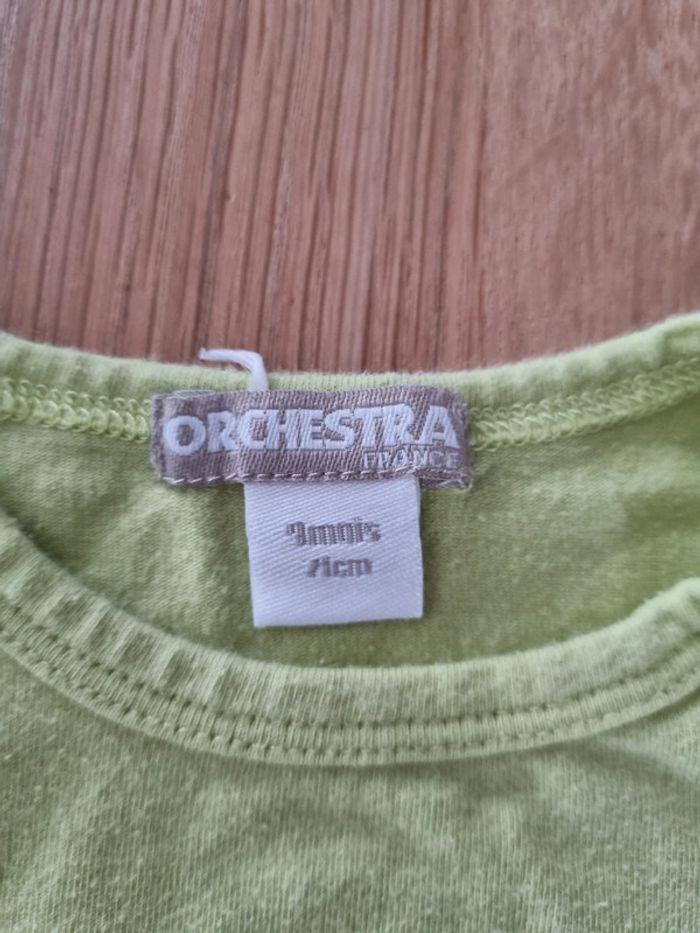 ORCHESTRA
FRANCE
9mois
71cm